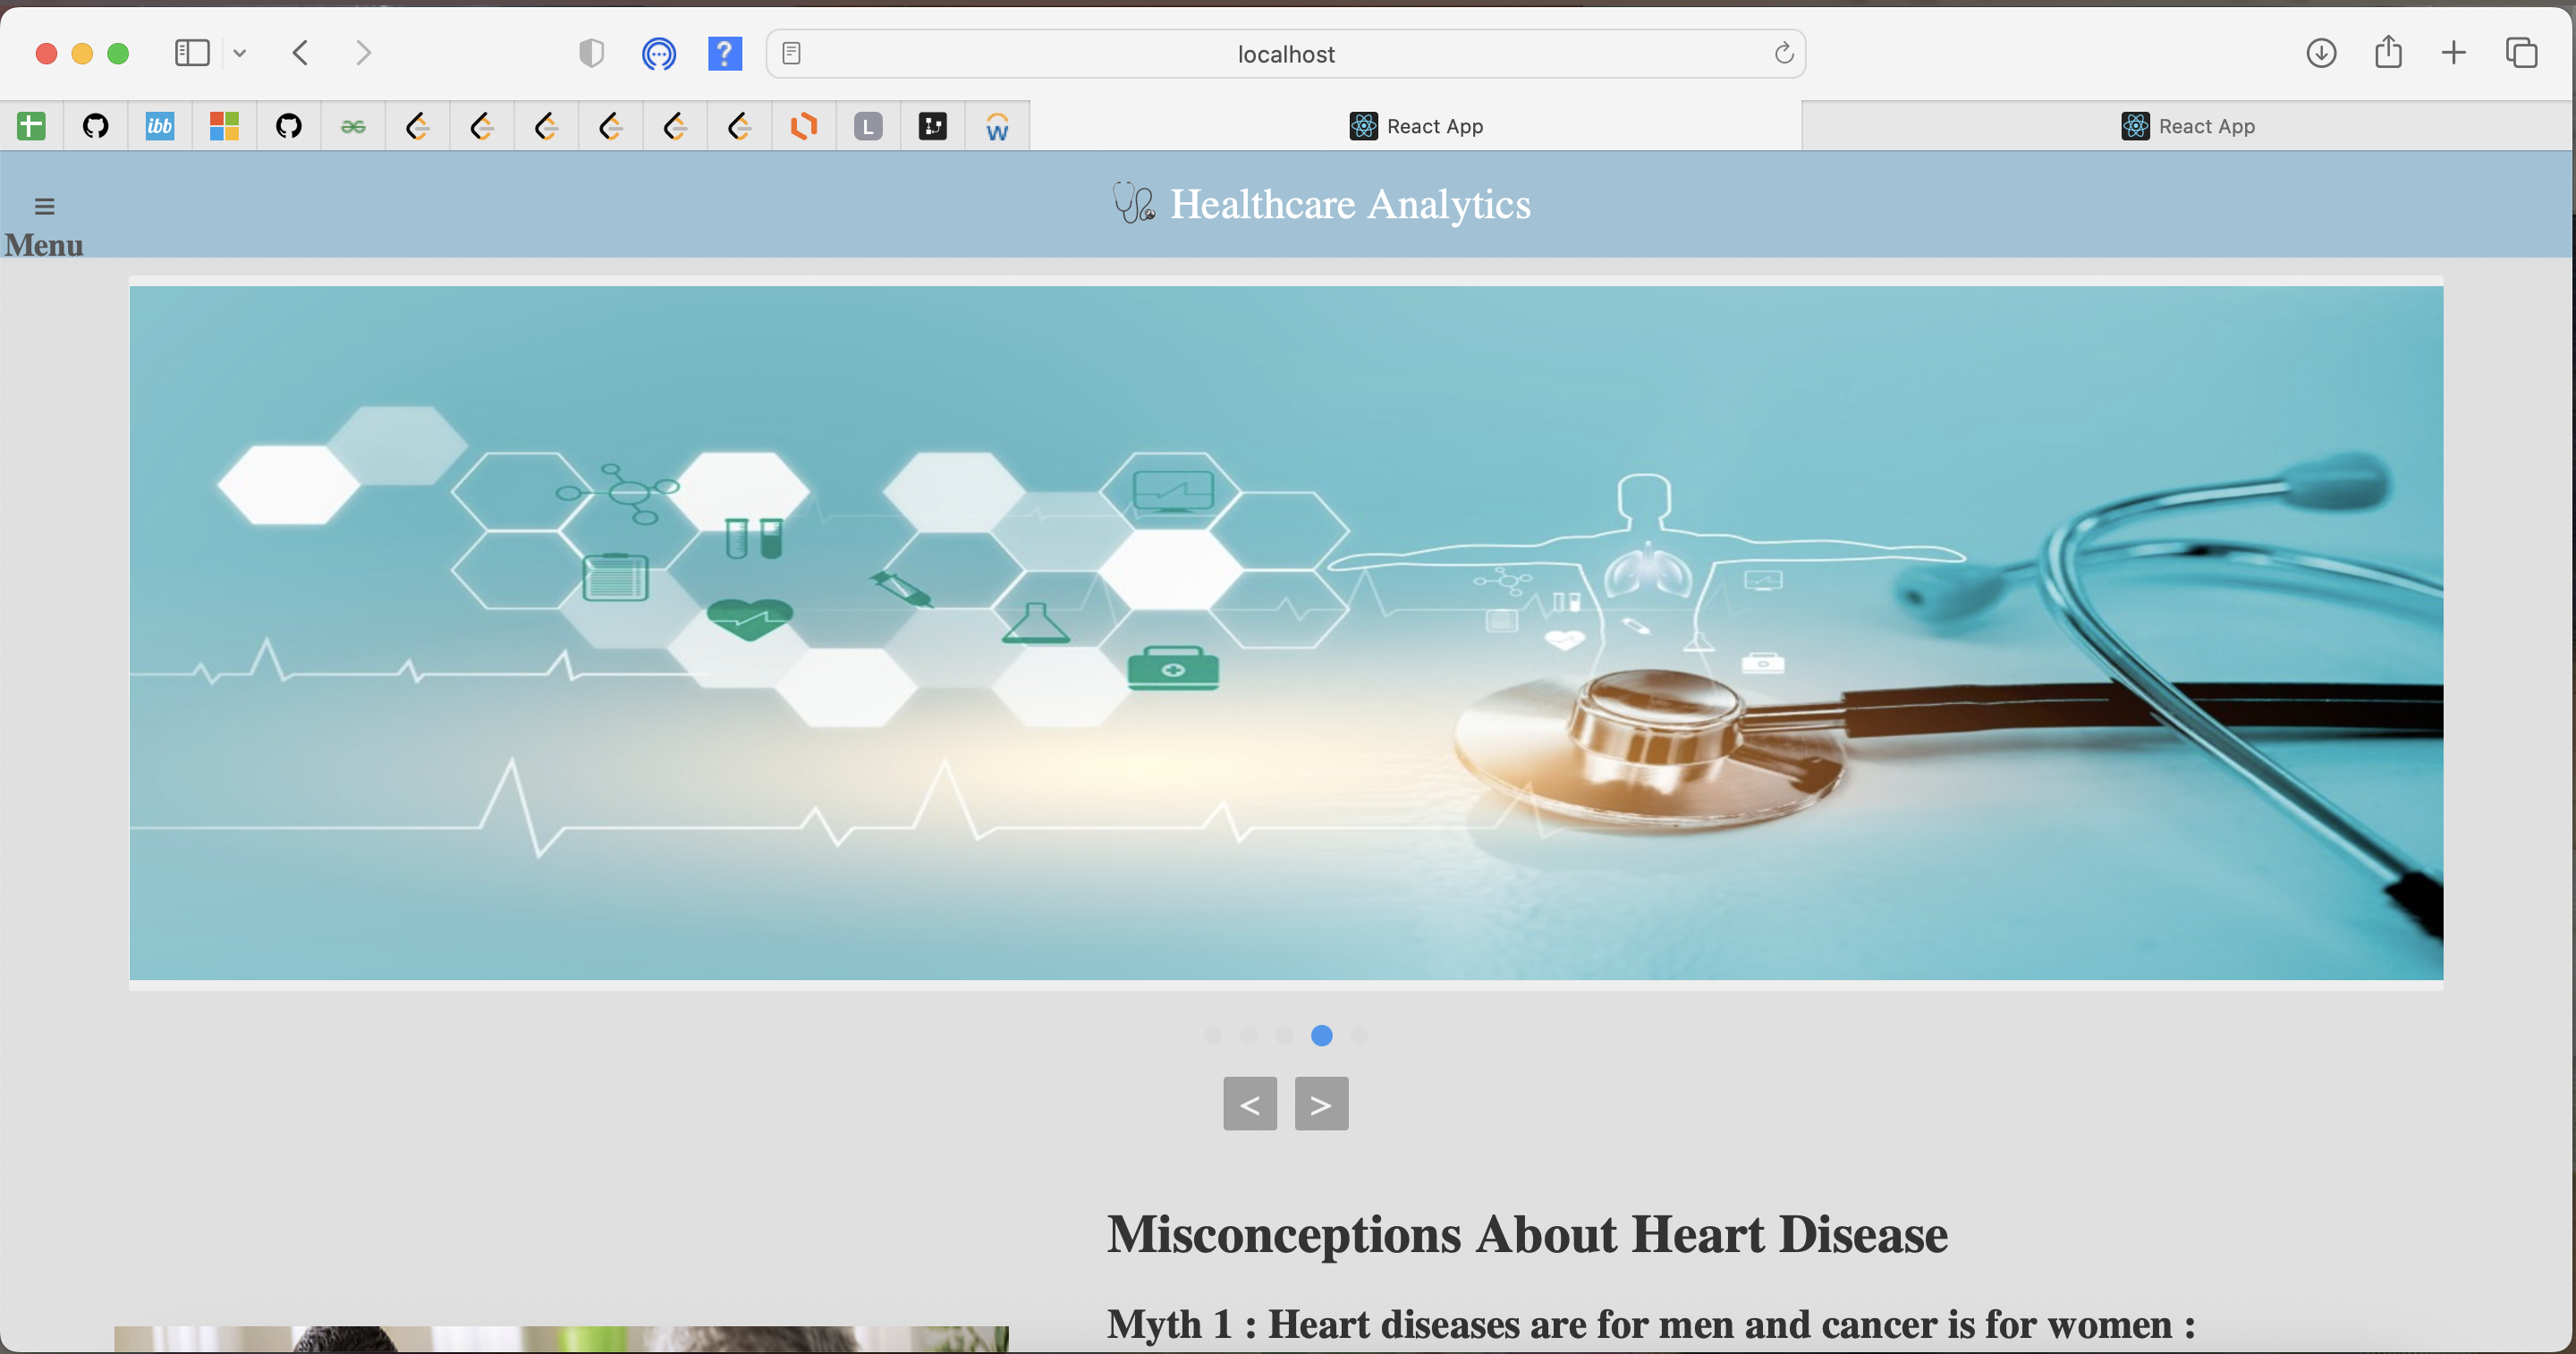 localhost
ibb
L
W
React App
React App
Healthcare Analytics
Menu
< >
Misconceptions About Heart Disease
Myth 1 : Heart diseases are for men and cancer is for women :